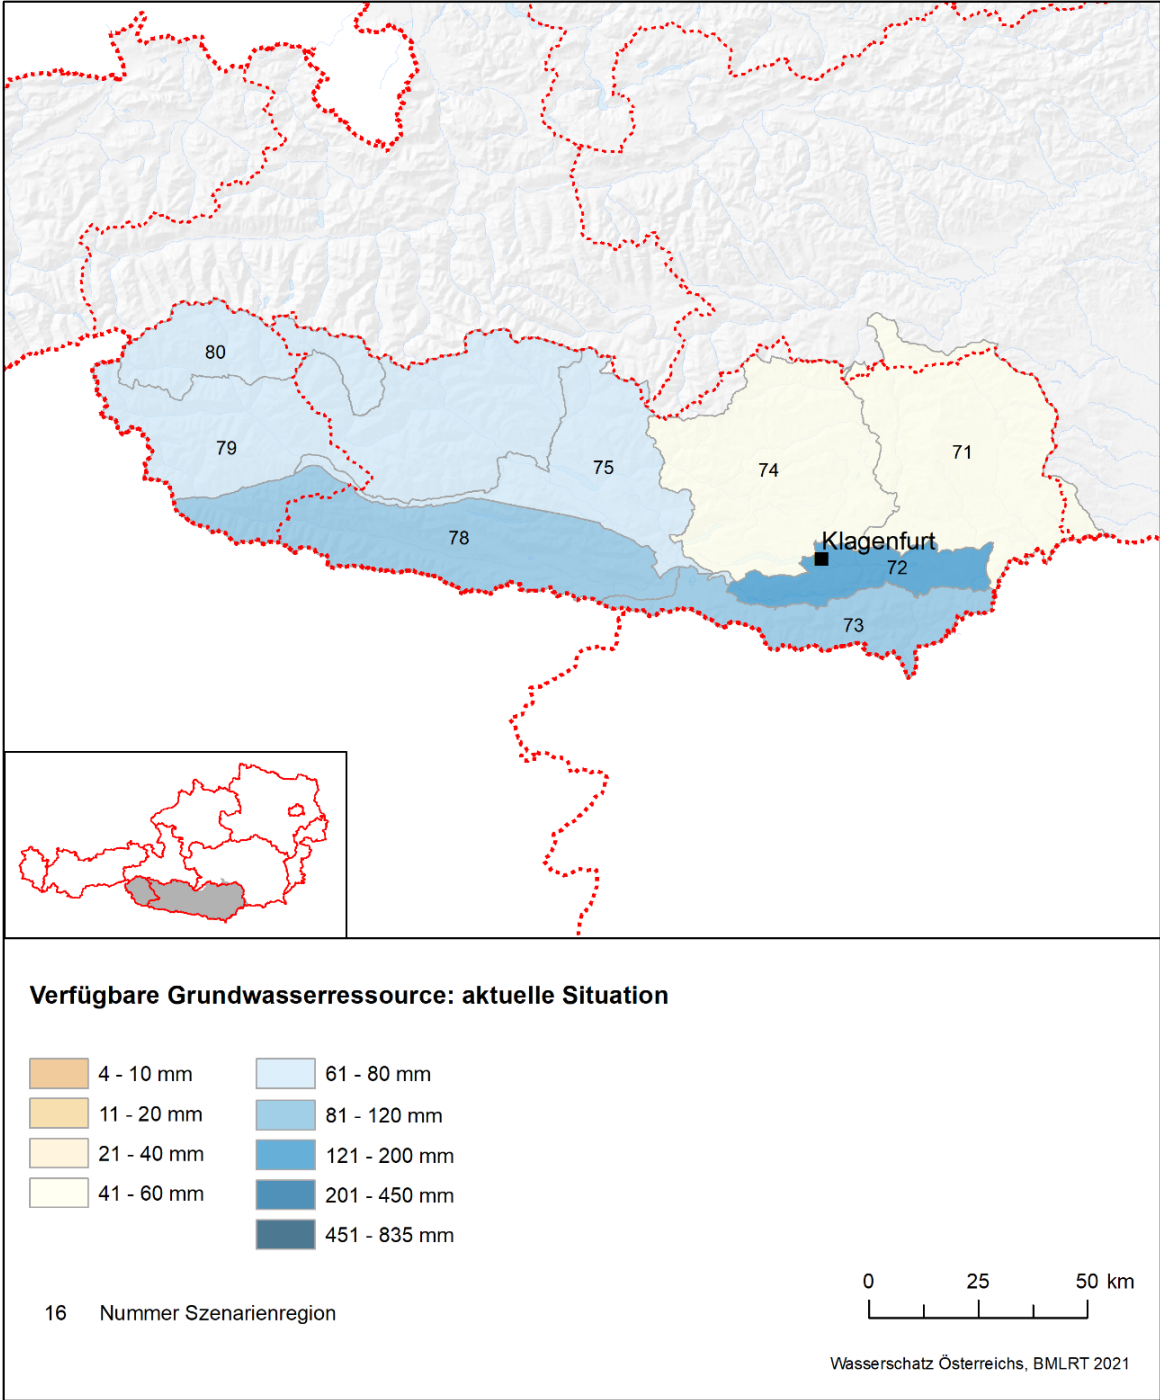 80
79
75
74
71
78
Klagenfurt
72
73
Verfügbare Grundwasserressource: aktuelle Situation
4 - 10 mm
11 - 20 mm
21 - 40 mm
41 - 60 mm
61 - 80 mm
81 - 120 mm
121 - 200 mm
201 - 450 mm
451 - 835 mm
16 Nummer Szenarienregion
0 25 50 km
Wasserschatz Österreichs, BMLRT 2021